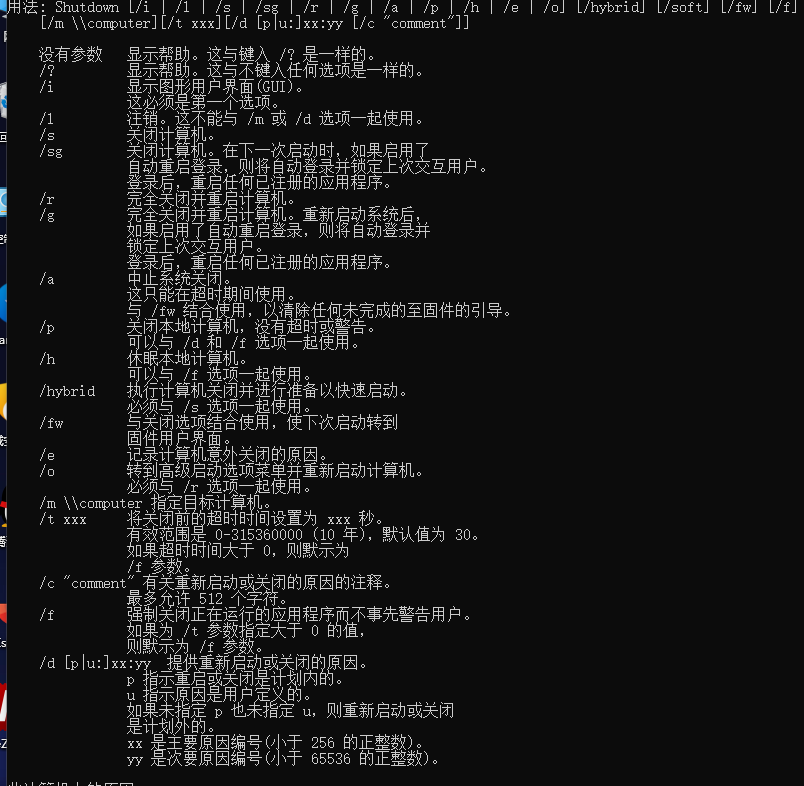 用法: Shutdown [/i | /l | /s | /sg | /r | /g | /a | /p | /h | /e | /o] [/hybrid] [/soft] [/fw] [/f]
[/m \\computer][/t xxx][/d [p|u:]xx:yy [/c "comment"]]
没有参数 显示帮助。这与键入 /? 是一样的。
/? 显示帮助。这与不键入任何选项是一样的。
/i 显示图形用户界面(GUI)。
这必须是第一个选项。
/l 注销。这不能与 /m 或 /d 选项一起使用。
/s 关闭计算机。
/sg 关闭计算机。在下一次启动时，如果启用了
自动重启登录，则将自动登录并锁定上次交互用户。
登录后，重启任何已注册的应用程序。
/r 完全关闭并重启计算机。
/g 完全关闭并重启计算机。重新启动系统后，
如果启用了自动重启登录，则将自动登录并
锁定上次交互用户。
登录后，重启任何已注册的应用程序。
/a 中止系统关闭。
这只能在超时期间使用。
与 /fw 结合使用，以清除任何未完成的至固件的引导。
/p 关闭本地计算机，没有超时或警告。
可以与 /d 和 /f 选项一起使用。
/h 休眠本地计算机。
可以与 /f 选项一起使用。
/hybrid 执行计算机关闭并进行准备以快速启动。
必须与 /s 选项一起使用。
/fw 与关闭选项结合使用，使下次启动转到
固件用户界面。
/e 记录计算机意外关闭的原因。
/o 转到高级启动选项菜单并重新启动计算机。
必须与 /r 选项一起使用。
/m \\computer 指定目标计算机。
/t xxx 将关闭前的超时时间设置为 xxx 秒。
有效范围是 0-315360000 (10 年)，默认值为 30。
如果超时时间大于 0，则默示为
/f 参数。
/c "comment" 有关重新启动或关闭的原因的注释。
最多允许 512 个字符。
/f 强制关闭正在运行的应用程序而不事先警告用户。
如果为 /t 参数指定大于 0 的值，
则默示为 /f 参数。
/d [p|u:]xx:yy 提供重新启动或关闭的原因。
p 指示重启或关闭是计划内的。
u 指示原因是用户定义的。
如果未指定 p 也未指定 u，则重新启动或关闭
是计划外的。
xx 是主要原因编号(小于 256 的正整数)。
yy 是次要原因编号(小于 65536 的正整数)。